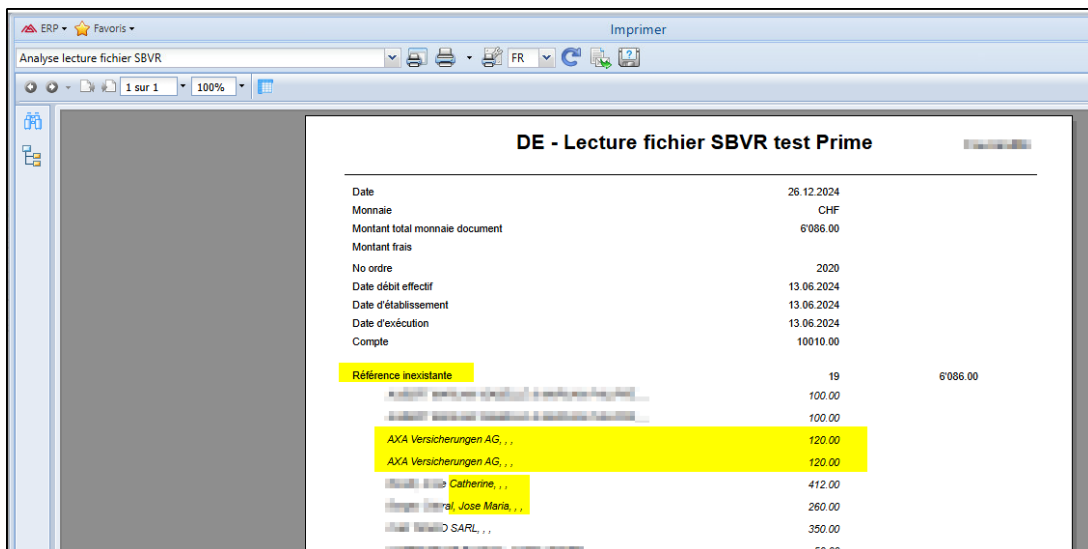 ERP Favoris Imprimer
Analyse lecture fichier SBVR FR
1 sur 1 100%
DE - Lecture fichier SBVR test Prime
Date 26.12.2024
Monnaie CHF
Montant total monnaie document 6'086.00
Montant frais
No ordre 2020
Date débit effectif 13.06.2024
Date d'établissement 13.06.2024
Date d'exécution 13.06.2024
Compte 10010.00
Référence inexistante 19 6'086.00
100.00
100.00
AXA Versicherungen AG, , , 120.00
AXA Versicherungen AG, , , 120.00
Catherine, , , 412.00
Jose Maria, , , 260.00
SARL, , , 350.00